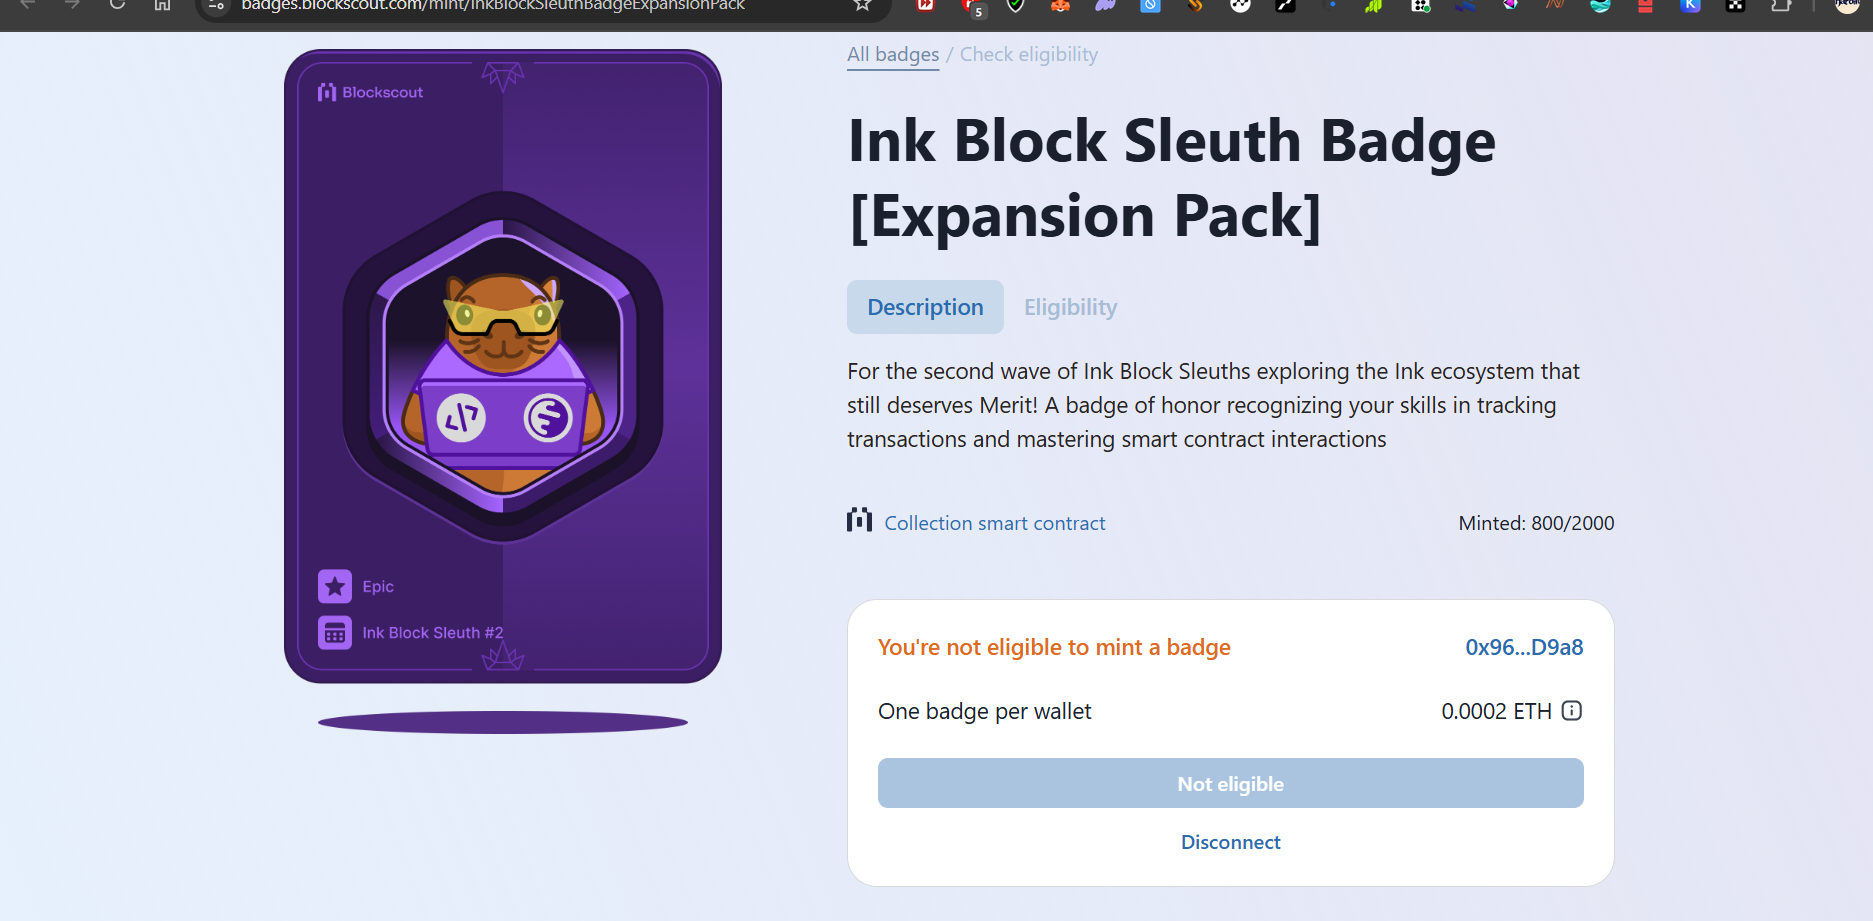 badges.blockscout.com/mint/InkBlockSleuthBadgeExpansionPack
5
K
Blockscout
Epic
Ink Block Sleuth #2
All badges / Check eligibility
Ink Block Sleuth Badge
[Expansion Pack]
Description Eligibility
For the second wave of Ink Block Sleuths exploring the Ink ecosystem that
still deserves Merit! A badge of honor recognizing your skills in tracking
transactions and mastering smart contract interactions
Collection smart contract Minted: 800/2000
You're not eligible to mint a badge 0x96...D9a8
One badge per wallet 0.0002 ETH
Not eligible
Disconnect